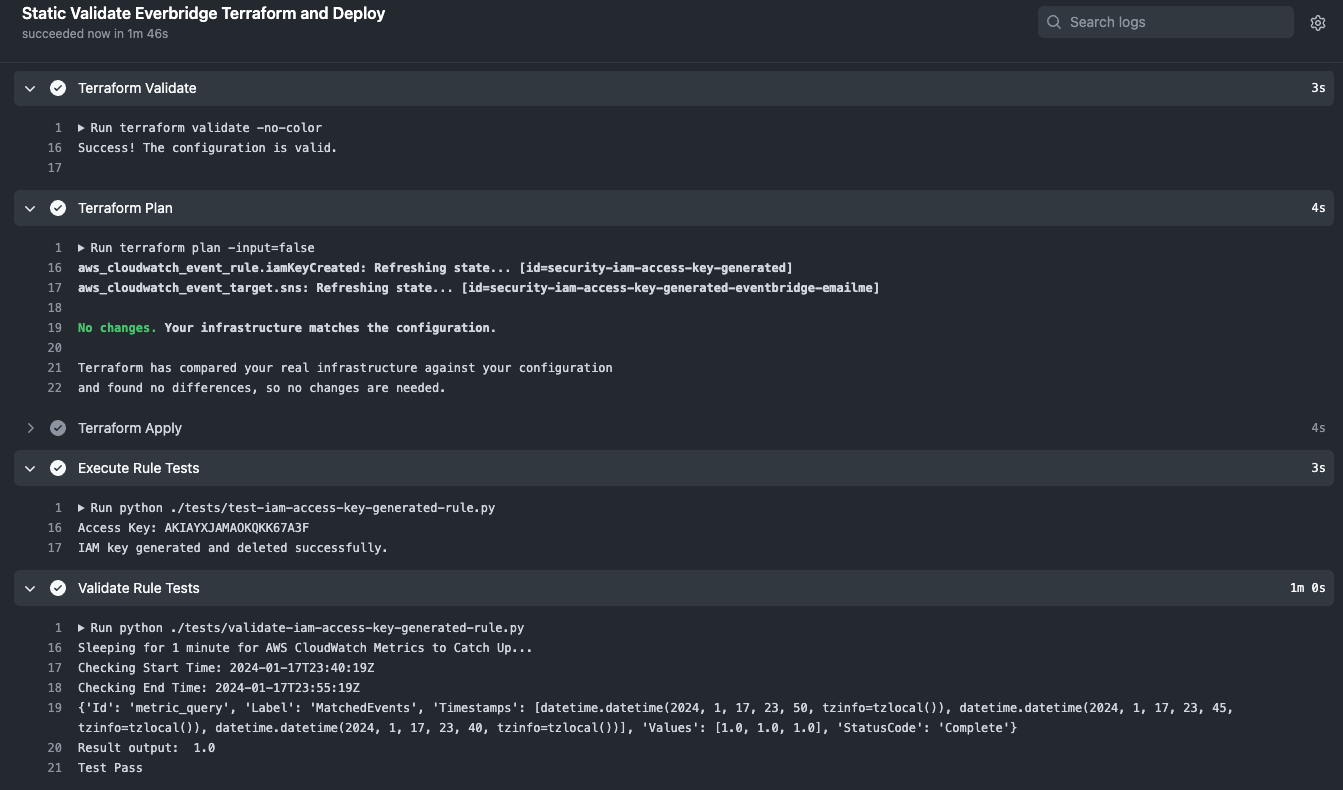 Static Validate Everbridge Terraform and Deploy
succeeded now in 1m 46s
Search logs
Terraform Validate 3s
1 Run terraform validate -no-color
16 Success! The configuration is valid.
17
Terraform Plan 4s
1 Run terraform plan -input=false
16 aws_cloudwatch_event_rule.iamKeyCreated: Refreshing state... [id=security-iam-access-key-generated]
17 aws_cloudwatch_event_target.sns: Refreshing state... [id=security-iam-access-key-generated-eventbridge-emailme]
18
19 No changes. Your infrastructure matches the configuration.
20
21 Terraform has compared your real infrastructure against your configuration
22 and found no differences, so no changes are needed.
Terraform Apply 4s
Execute Rule Tests 3s
1 Run python ./tests/test-iam-access-key-generated-rule.py
16 Access Key: AKIAYXJAMAOKQKK67A3F
17 IAM key generated and deleted successfully.
Validate Rule Tests 1m 0s
1 Run python ./tests/validate-iam-access-key-generated-rule.py
16 Sleeping for 1 minute for AWS CloudWatch Metrics to Catch Up...
17 Checking Start Time: 2024-01-17T23:40:19Z
18 Checking End Time: 2024-01-17T23:55:19Z
19 {'Id': 'metric_query', 'Label': 'MatchedEvents', 'Timestamps': [datetime.datetime(2024, 1, 17, 23, 50, tzinfo=tzlocal()), datetime.datetime(2024, 1, 17, 23, 45,
tzinfo=tzlocal()), datetime.datetime(2024, 1, 17, 23, 40, tzinfo=tzlocal())], 'Values': [1.0, 1.0, 1.0], 'StatusCode': 'Complete'}
20 Result output:  1.0
21 Test Pass